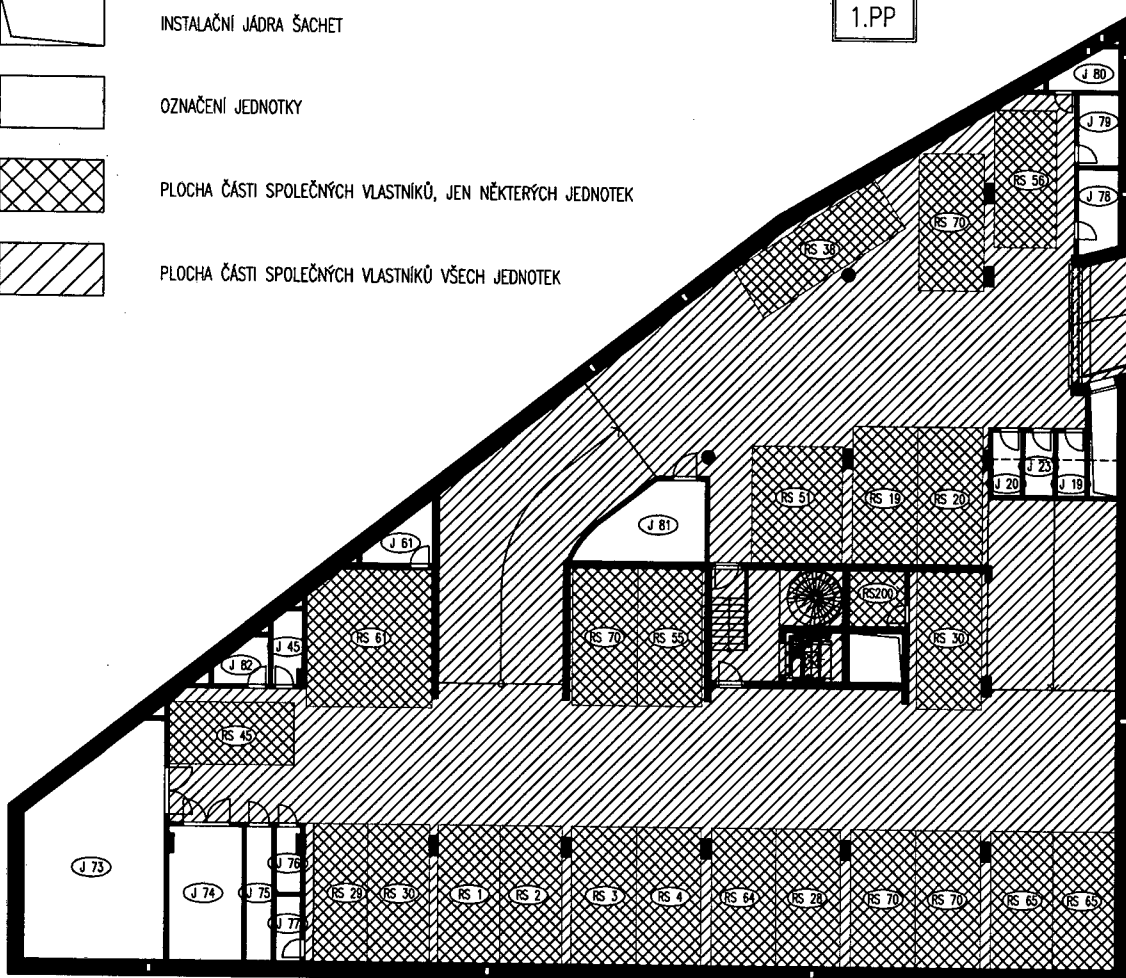 INSTALAČNÍ JÁDRA ŠACHET
1.PP
OZNAČENÍ JEDNOTKY
PLOCHA ČÁSTI SPOLEČNÝCH VLASTNÍKŮ, JEN NĚKTERÝCH JEDNOTEK
PLOCHA ČÁSTI SPOLEČNÝCH VLASTNÍKŮ VŠECH JEDNOTEK
J 80
J 79
RS 56
J 78
RS 70
RS 38
J 23
J 20
J 19
RS 51
RS 19
RS 20
J 81
J 61
RS200
RS 61
RS 70
RS 55
RS 30
J 45
J 82
RS 45
J 73
J 74
J 75
J 76
J 77
RS 29
RS 30
RS 1
RS 2
RS 3
RS 4
RS 64
RS 28
RS 70
RS 70
RS 65
RS 65